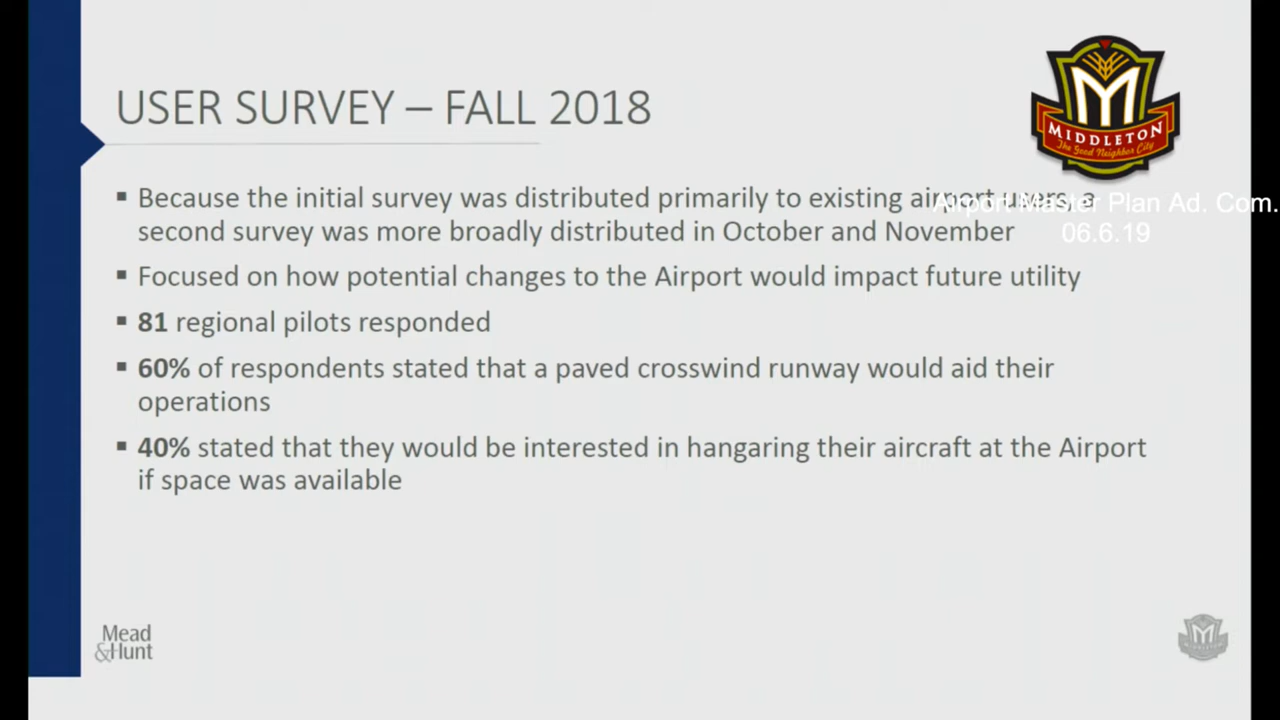 USER SURVEY – FALL 2018
MIDDLETON
The Good Neighbor City
▪ Because the initial survey was distributed primarily to existing airport users, a
second survey was more broadly distributed in October and November
Airport Master Plan Ad. Com.
06.6.19
▪ Focused on how potential changes to the Airport would impact future utility
▪ 81 regional pilots responded
▪ 60% of respondents stated that a paved crosswind runway would aid their
operations
▪ 40% stated that they would be interested in hangaring their aircraft at the Airport
if space was available
Mead
&Hunt